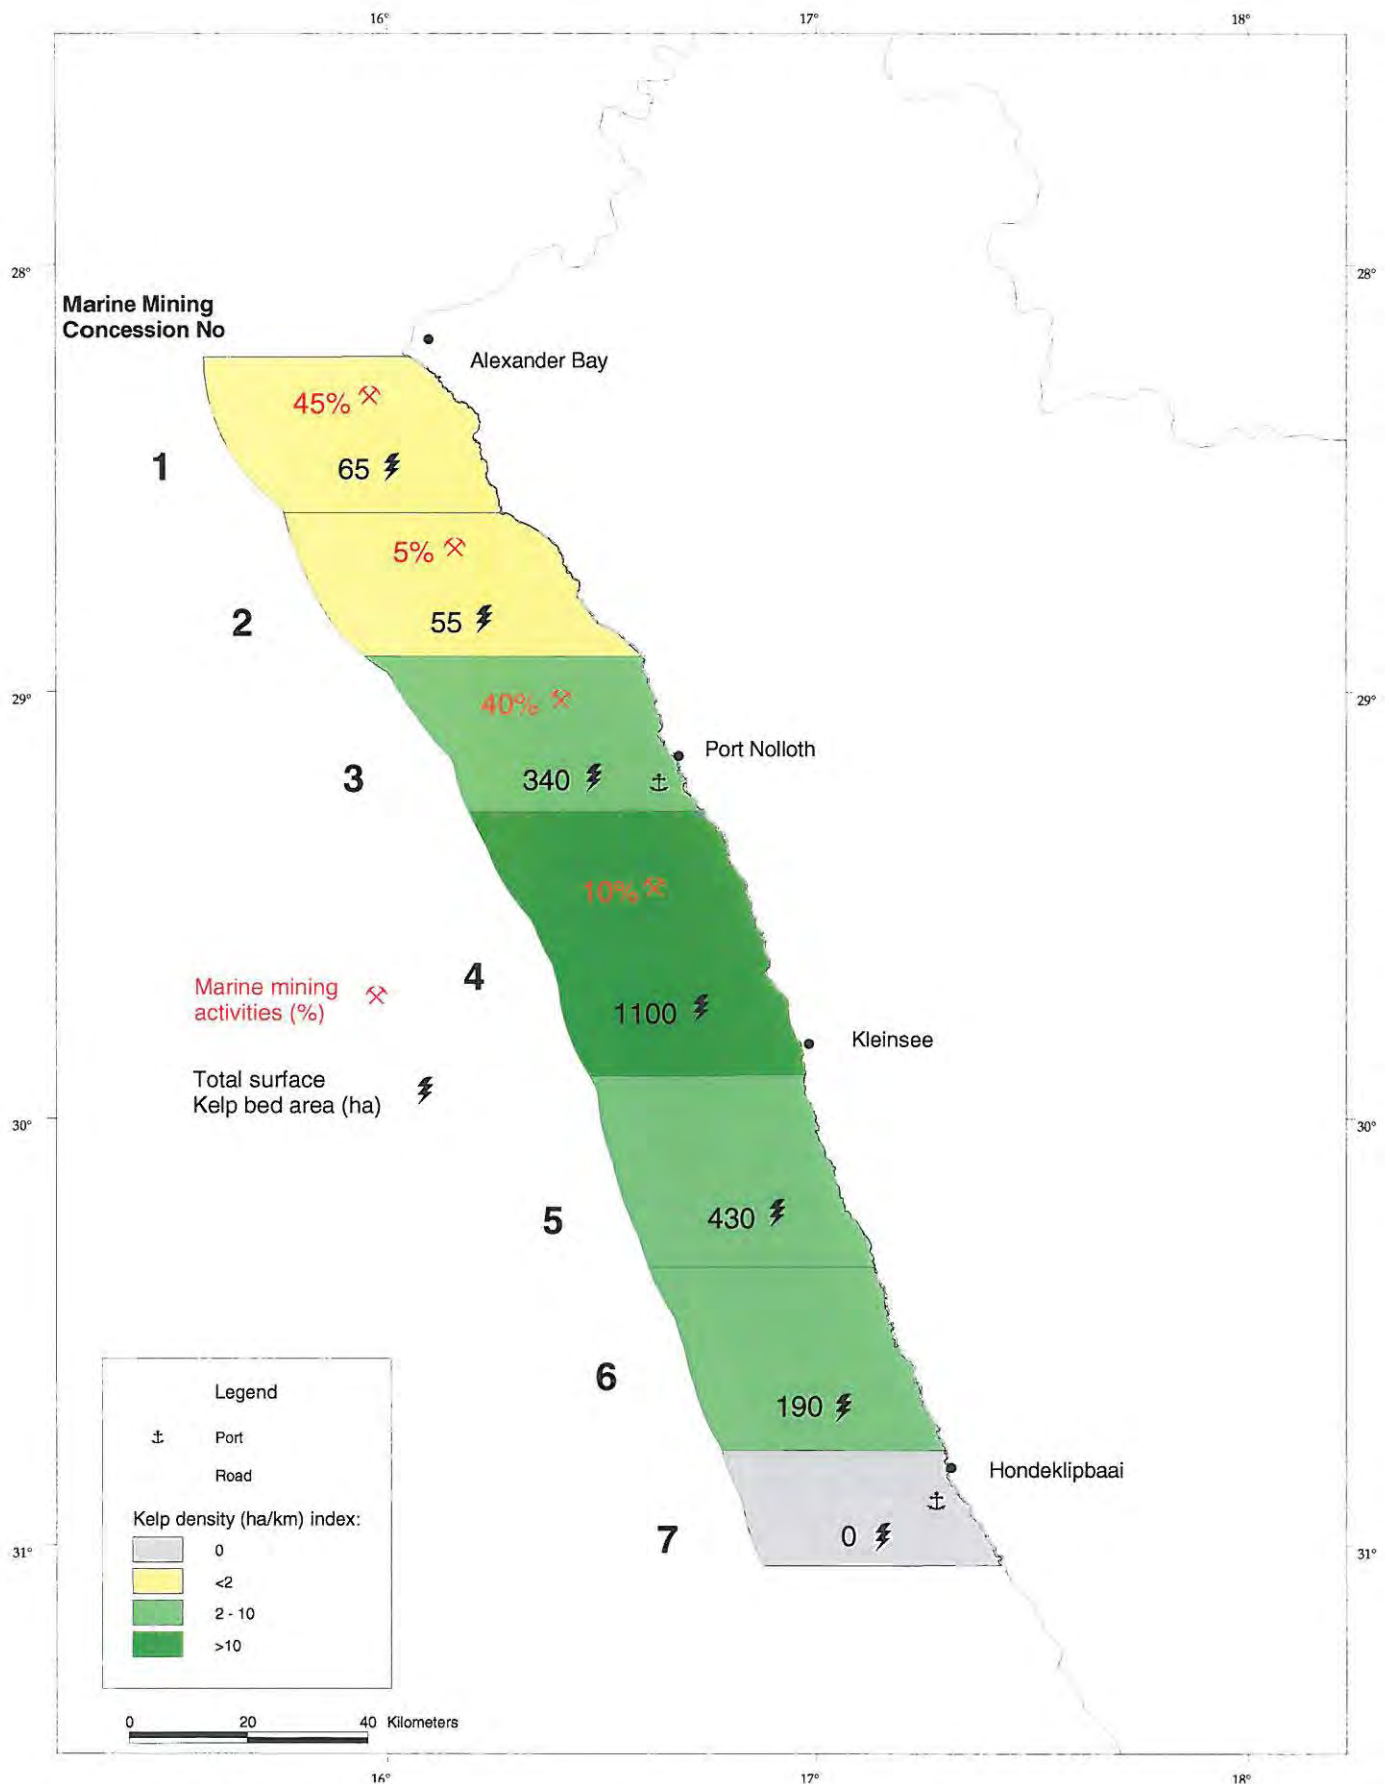 16°
17°
18°
28°
28°
Marine Mining
Concession No
Alexander Bay
45%
1
65
5%
2
55
29°
40%
29°
Port Nolloth
3
340
10%
4
Marine mining
activities (%)
1100
Kleinsee
Total surface
Kelp bed area (ha)
30°
30°
5
430
6
190
Legend
Port
Road
Hondeklipbaai
Kelp density (ha/km) index:
0
<2
2 - 10
>10
7
0
31°
31°
0 20 40 Kilometers
16°
17°
18°